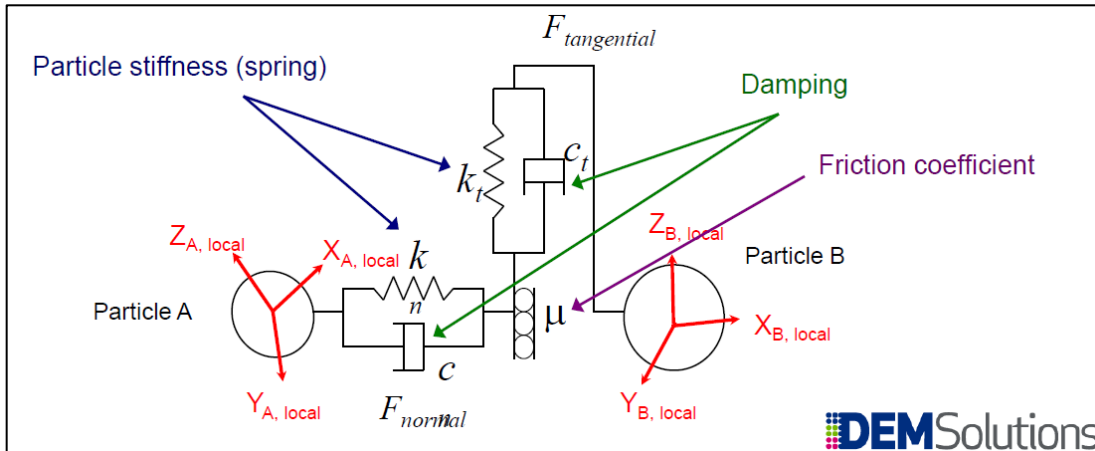 F_tangential
Particle stiffness (spring)
Damping
k_t
c_t
Friction coefficient
Z_A, local
X_A, local
k
n
Z_B, local
Particle B
Particle A
μ
X_B, local
c
Y_A, local
F_normal
n
Y_B, local
DEMSolutions